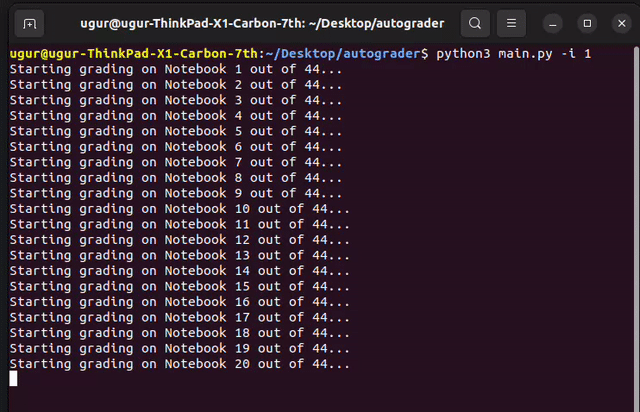 ugur@ugur-ThinkPad-X1-Carbon-7th: ~/Desktop/autograder
ugur@ugur-ThinkPad-X1-Carbon-7th:~/Desktop/autograder$ python3 main.py -i 1
Starting grading on Notebook 1 out of 44...
Starting grading on Notebook 2 out of 44...
Starting grading on Notebook 3 out of 44...
Starting grading on Notebook 4 out of 44...
Starting grading on Notebook 5 out of 44...
Starting grading on Notebook 6 out of 44...
Starting grading on Notebook 7 out of 44...
Starting grading on Notebook 8 out of 44...
Starting grading on Notebook 9 out of 44...
Starting grading on Notebook 10 out of 44...
Starting grading on Notebook 11 out of 44...
Starting grading on Notebook 12 out of 44...
Starting grading on Notebook 13 out of 44...
Starting grading on Notebook 14 out of 44...
Starting grading on Notebook 15 out of 44...
Starting grading on Notebook 16 out of 44...
Starting grading on Notebook 17 out of 44...
Starting grading on Notebook 18 out of 44...
Starting grading on Notebook 19 out of 44...
Starting grading on Notebook 20 out of 44...